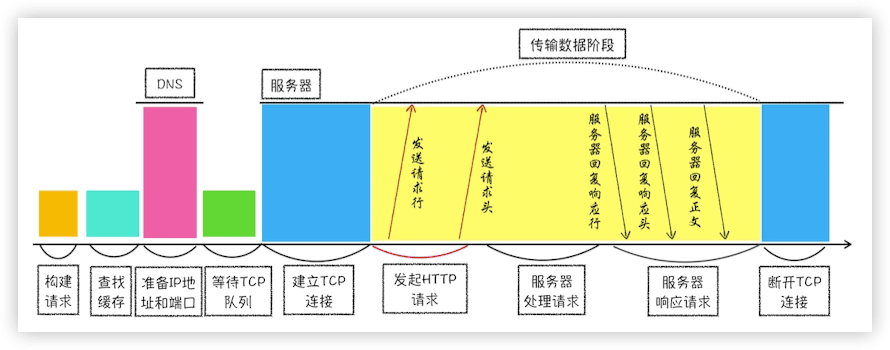 传输数据阶段
DNS
服务器
发送请求行
发送请求头
服务器回复响应行
服务器回复响应头
服务器回复正文
构建
请求
查找
缓存
准备IP地
址和端口
等待TCP
队列
建立TCP
连接
发起HTTP
请求
服务器
处理请求
服务器
响应请求
断开TCP
连接